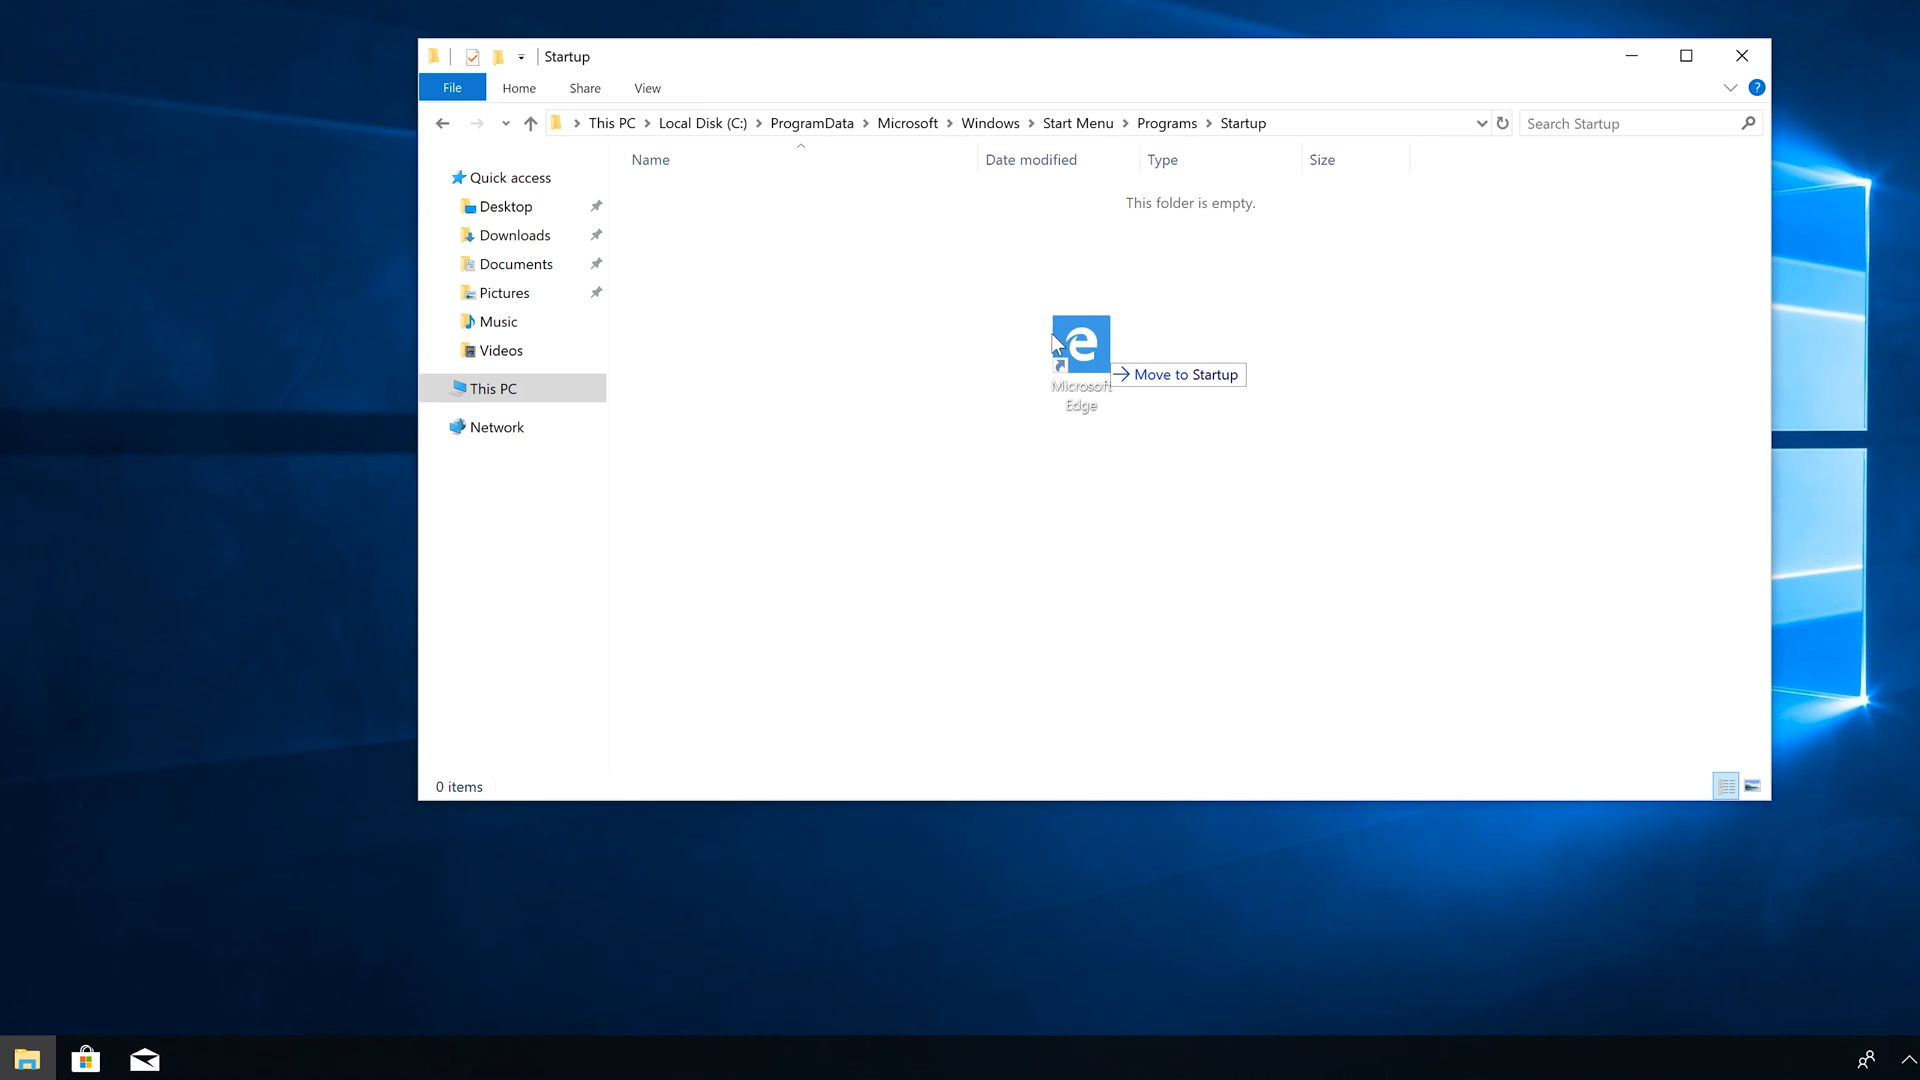 Startup
File Home Share View
This PC Local Disk (C:) ProgramData Microsoft Windows Start Menu Programs Startup
Search Startup
Name Date modified Type Size
This folder is empty.
Quick access
Desktop
Downloads
Documents
Pictures
Music
Videos
This PC
Network
Move to Startup
Microsoft
Edge
0 items